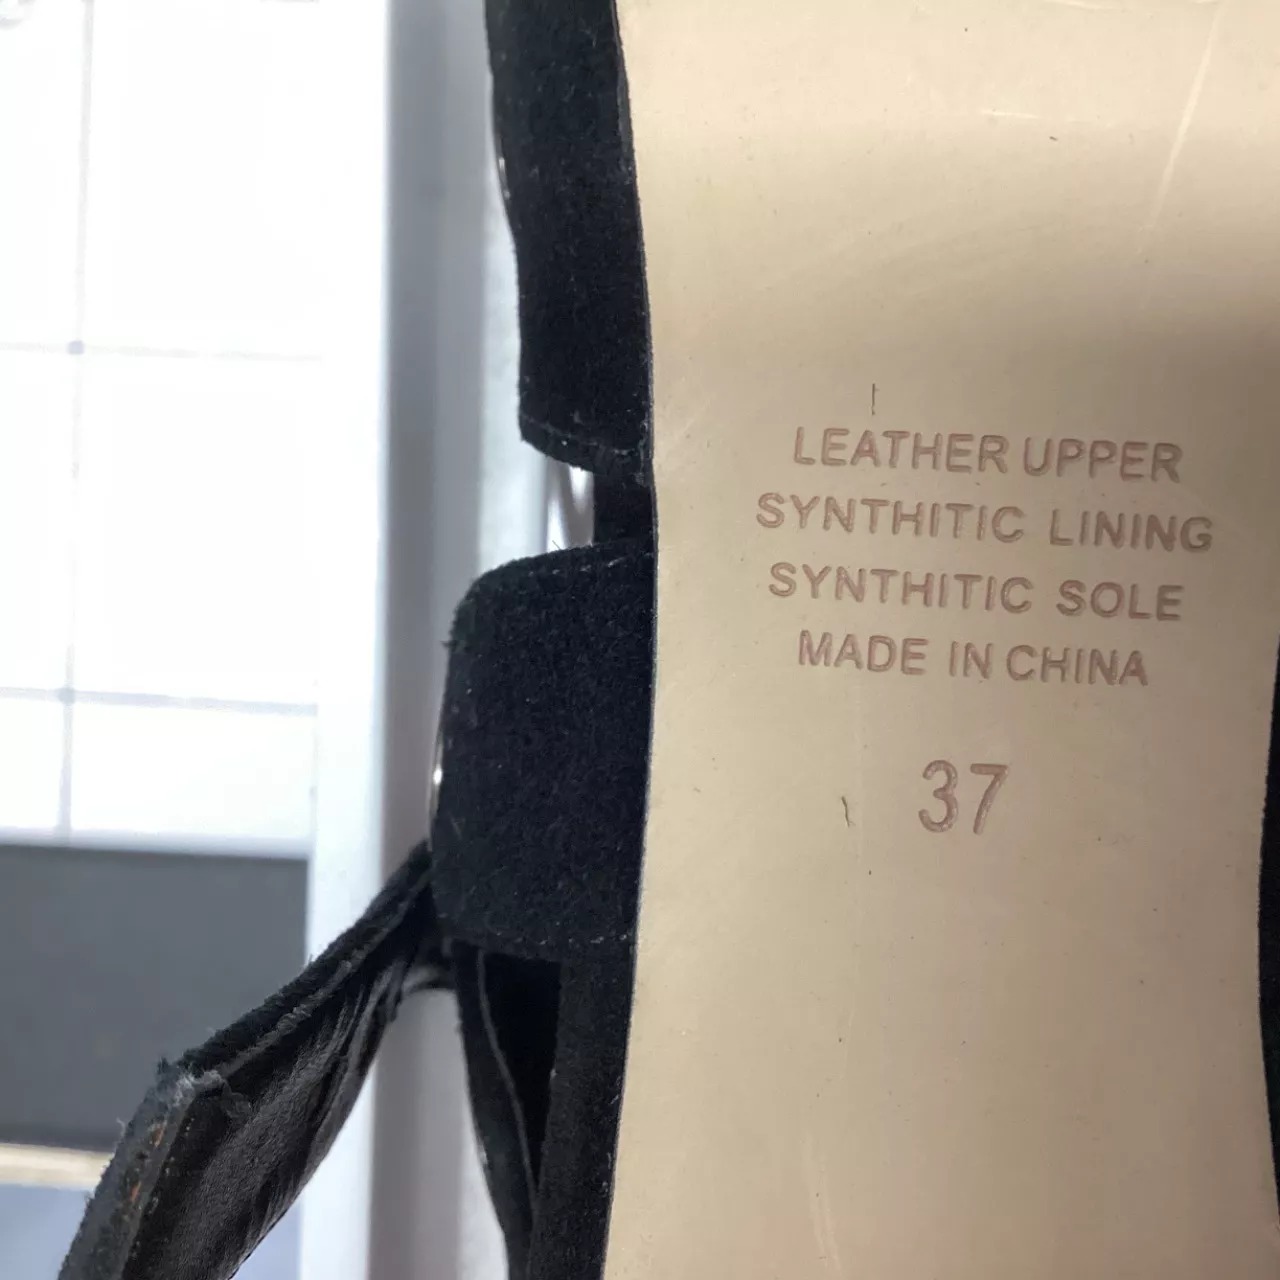 LEATHER UPPER
SYNTHITIC LINING
SYNTHITIC SOLE
MADE IN CHINA
37